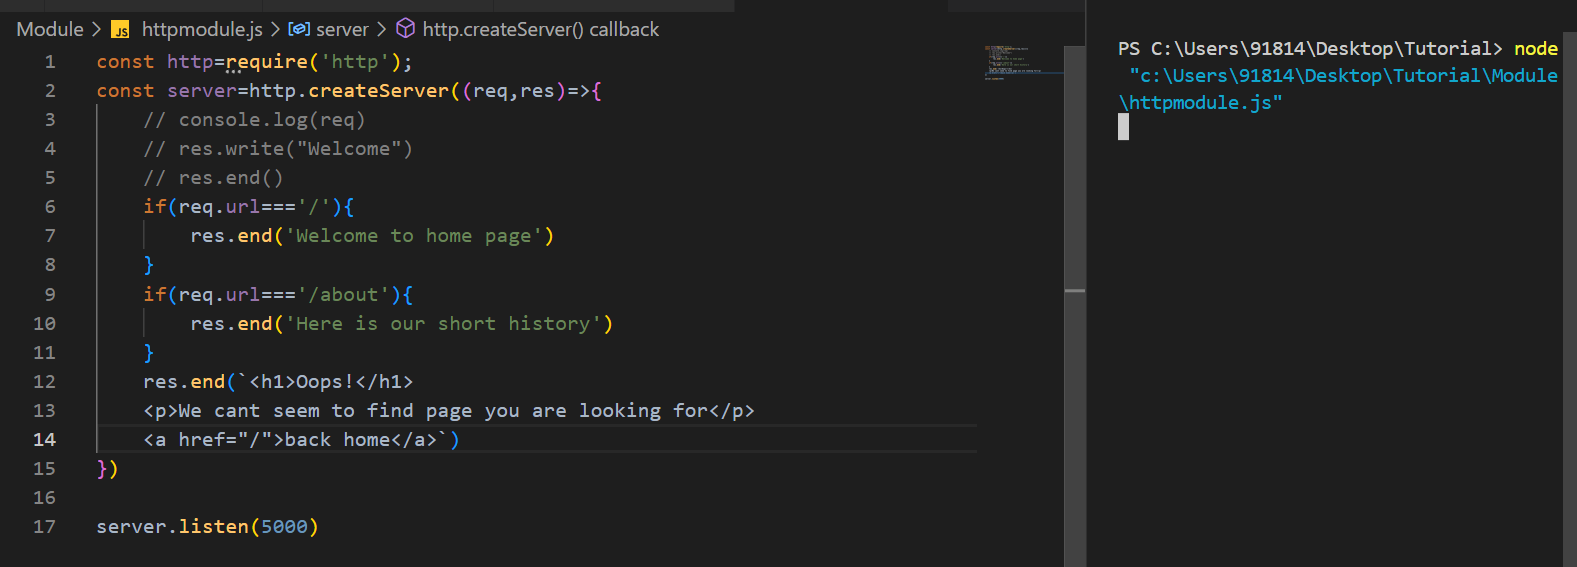 Module > JS httpmodule.js > server > http.createServer() callback
1 const http=require('http');
2 const server=http.createServer((req,res)=>{
3 // console.log(req)
4 // res.write("Welcome")
5 // res.end()
6 if(req.url==='/'){
7 res.end('Welcome to home page')
8 }
9 if(req.url==='/about'){
10 res.end('Here is our short history')
11 }
12 res.end(`<h1>Oops!</h1>
13 <p>We cant seem to find page you are looking for</p>
14 <a href="/">back home</a>`)
15 })
16
17 server.listen(5000)
PS C:\Users\91814\Desktop\Tutorial> node
"c:\Users\91814\Desktop\Tutorial\Module
\httpmodule.js"